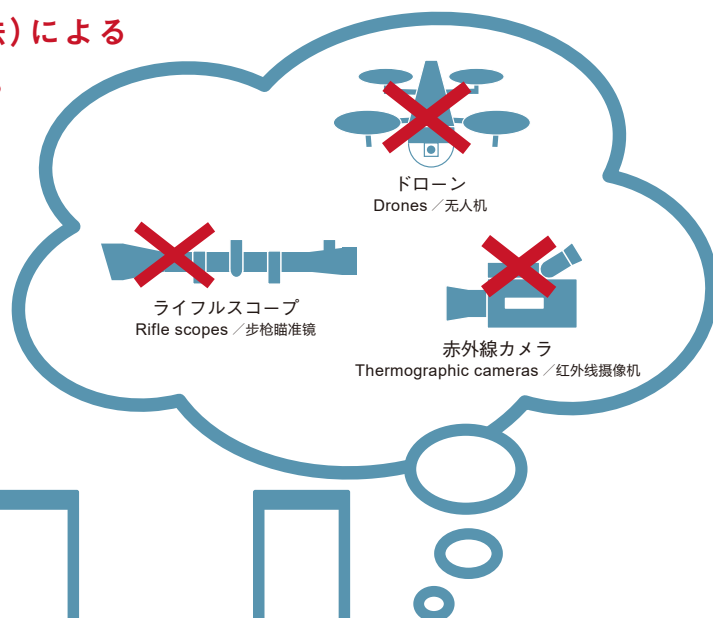 法)による
ドローン
Drones ／无人机
ライフルスコープ
Rifle scopes ／步枪瞄准镜
赤外線カメラ
Thermographic cameras ／红外线摄像机